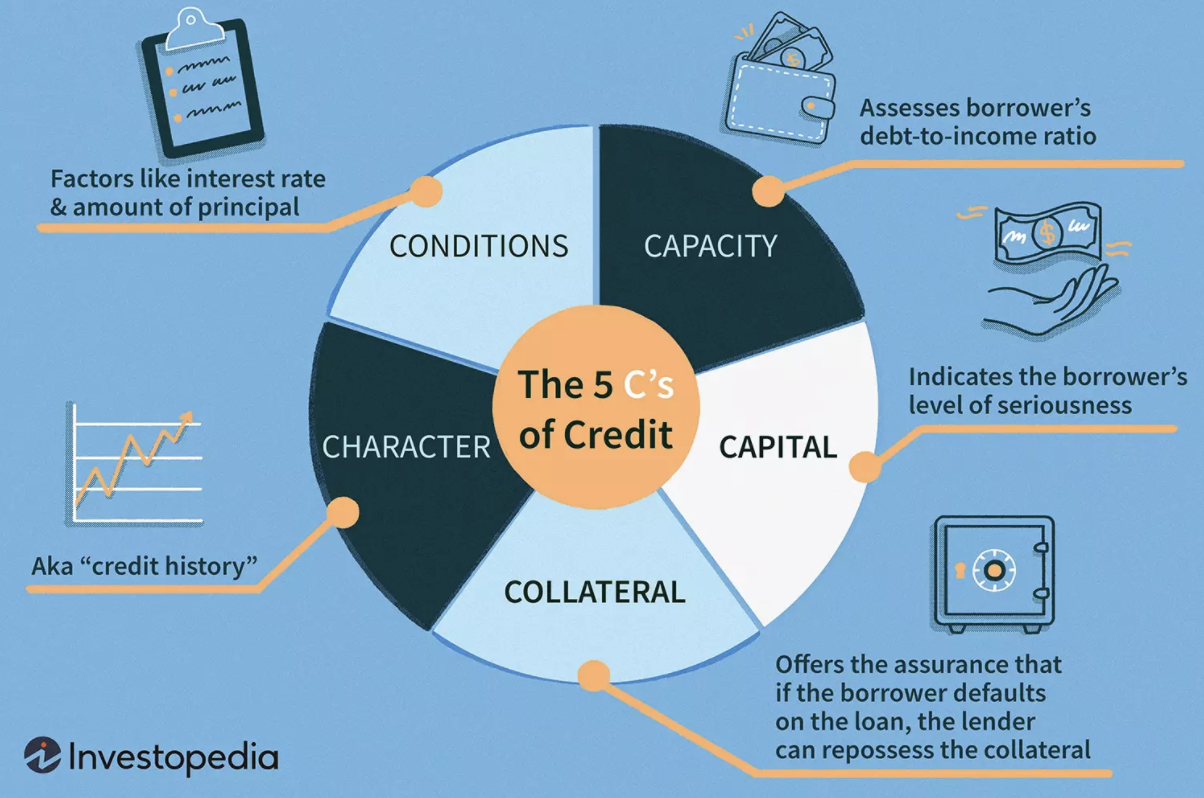 Factors like interest rate
& amount of principal
Assesses borrower’s
debt-to-income ratio
CONDITIONS
CAPACITY
Indicates the borrower’s
level of seriousness
The 5 C’s
of Credit
CHARACTER
CAPITAL
Aka “credit history”
COLLATERAL
Offers the assurance that
if the borrower defaults
on the loan, the lender
can repossess the collateral
Investopedia